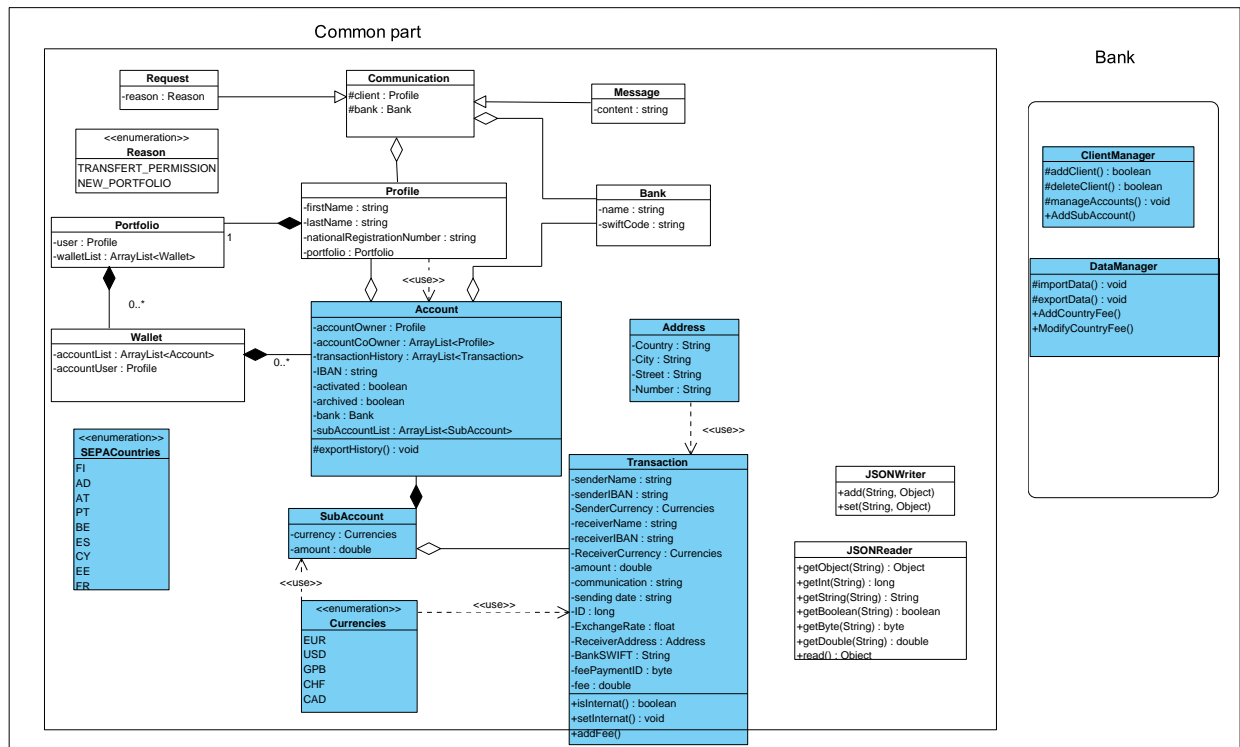 Common part
Bank
Request
-reason : Reason
Communication
#client : Profile
#bank : Bank
Message
-content : string
<<enumeration>>
Reason
TRANSFERT_PERMISSION
NEW_PORTFOLIO
Profile
-firstName : string
-lastName : string
-nationalRegistrationNumber : string
-portfolio : Portfolio
Bank
-name : string
-swiftCode : string
Portfolio
-user : Profile
-walletList : ArrayList<Wallet>
1
0..*
<<use>>
Wallet
-accountList : ArrayList<Account>
-accountUser : Profile
0..*
Account
-accountOwner : Profile
-accountCoOwner : ArrayList<Profile>
-transactionHistory : ArrayList<Transaction>
-IBAN : string
-activated : boolean
-archived : boolean
-bank : Bank
-subAccountList : ArrayList<SubAccount>
#exportHistory() : void
Address
-Country : String
-City : String
-Street : String
-Number : String
<<use>>
<<enumeration>>
SEPACountries
FI
AD
AT
PT
BE
ES
CY
EE
FR
SubAccount
-currency : Currencies
-amount : double
<<use>>
<<use>>
<<enumeration>>
Currencies
EUR
USD
GPB
CHF
CAD
Transaction
-senderName : string
-senderIBAN : string
-SenderCurrency : Currencies
-receiverName : string
-receiverIBAN : string
-ReceiverCurrency : Currencies
-amount : double
-communication : string
-sending date : string
-ID : long
-ExchangeRate : float
-ReceiverAddress : Address
-BankSWIFT : String
-feePaymentID : byte
-fee : double
+isInternat() : boolean
+setInternat() : void
+addFee()
JSONWriter
+add(String, Object)
+set(String, Object)
JSONReader
+getObject(String) : Object
+getInt(String) : long
+getString(String) : String
+getBoolean(String) : boolean
+getByte(String) : byte
+getDouble(String) : double
+read() : Object
ClientManager
#addClient() : boolean
#deleteClient() : boolean
#manageAccounts() : void
+AddSubAccount()
DataManager
#importData() : void
#exportData() : void
+AddCountryFee()
+ModifyCountryFee()